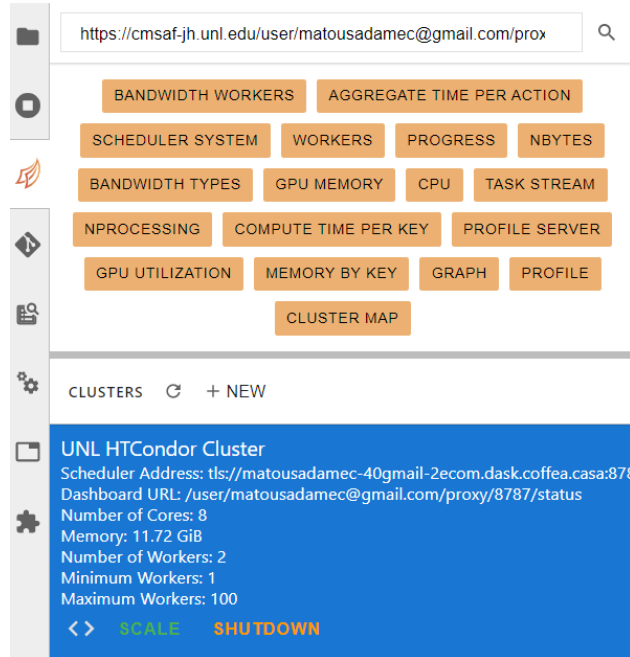 https://cmsaf-jh.unl.edu/user/matousadamec@gmail.com/prox
BANDWIDTH WORKERS AGGREGATE TIME PER ACTION
SCHEDULER SYSTEM WORKERS PROGRESS NBYTES
BANDWIDTH TYPES GPU MEMORY CPU TASK STREAM
NPROCESSING COMPUTE TIME PER KEY PROFILE SERVER
GPU UTILIZATION MEMORY BY KEY GRAPH PROFILE
CLUSTER MAP
CLUSTERS + NEW
UNL HTCondor Cluster
Scheduler Address: tls://matousadamec-40gmail-2ecom.dask.coffea.casa:878
Dashboard URL: /user/matousadamec@gmail.com/proxy/8787/status
Number of Cores: 8
Memory: 11.72 GiB
Number of Workers: 2
Minimum Workers: 1
Maximum Workers: 100
<> SCALE SHUTDOWN